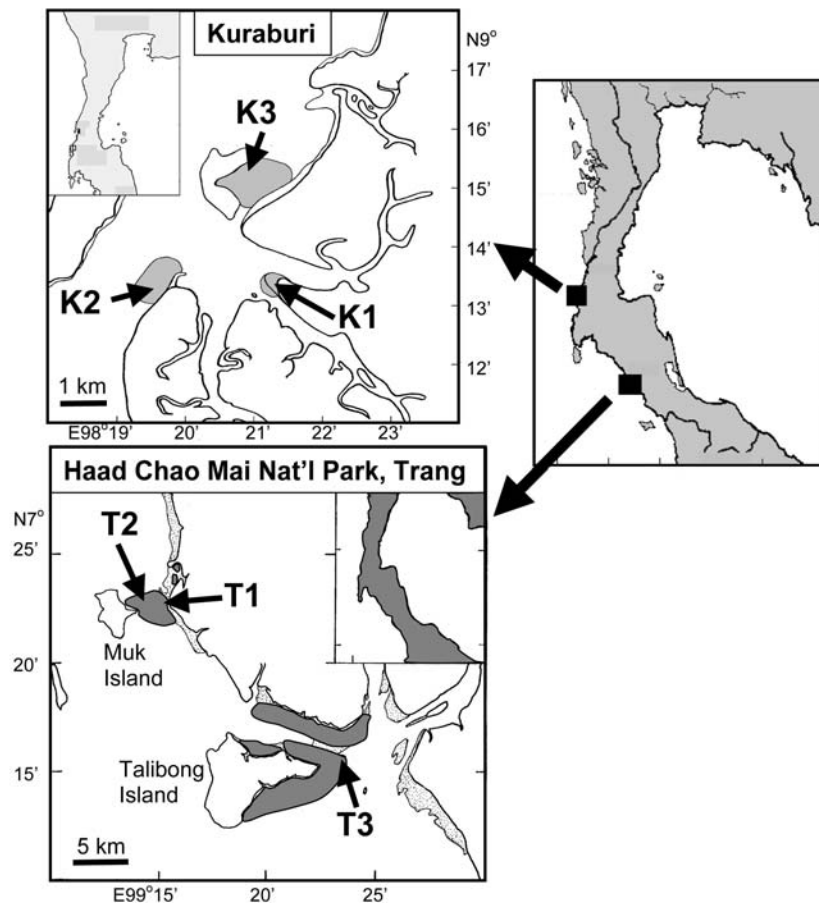 Kuraburi
N9°
17'
16'
15'
14'
13'
12'
K3
K2
K1
1 km
E98°19' 20' 21' 22' 23'
Haad Chao Mai Nat'l Park, Trang
N7°
25'
20'
15'
T2
T1
Muk
Island
Talibong
Island
T3
5 km
E99°15' 20' 25'